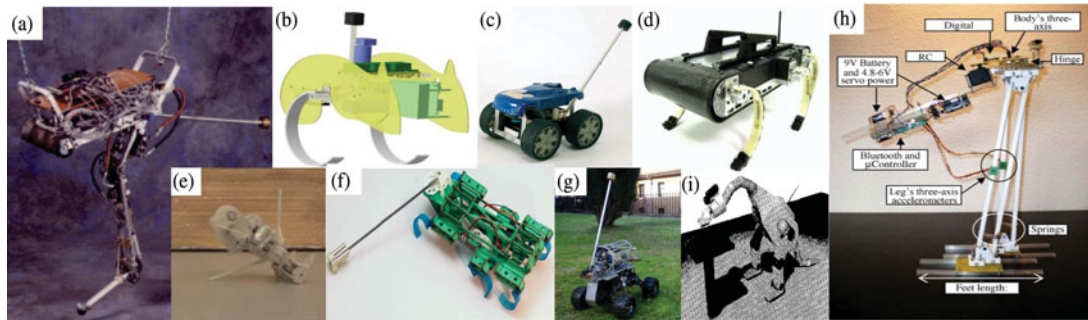 (a)
(b)
(c)
(d)
(e)
(f)
(g)
(i)
(h)
Digital
Body's three-
axis
RC
Hinge
9V Battery
and 4.8-6V
servo power
Bluetooth and
μController
Leg's three-axis
accelerometers
Springs
Feet length: